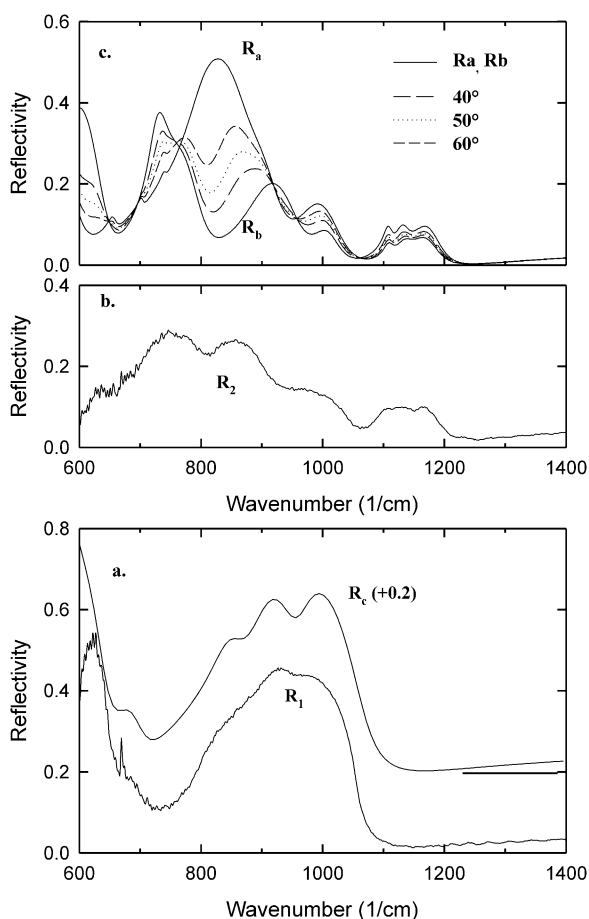 0.6
c.
Ra
Ra, Rb
0.4
40°
50°
60°
Reflectivity
0.2
Rb
0.0
0.4
b.
Reflectivity
0.2
R2
0.0
600 800 1000 1200 1400
Wavenumber (1/cm)
0.8
a.
Rc (+0.2)
0.6
Reflectivity
0.4
R1
0.2
0.0
600 800 1000 1200 1400
Wavenumber (1/cm)